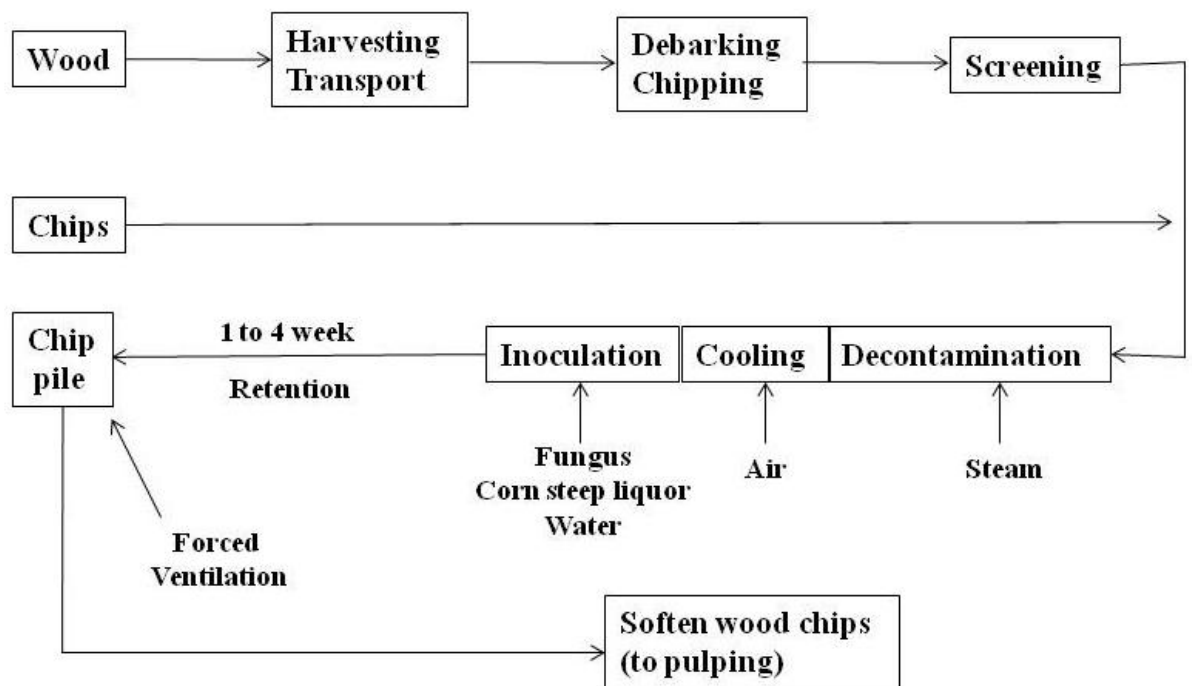 Wood
Harvesting
Transport
Debarking
Chipping
Screening
Chips
Chip
pile
1 to 4 week
Retention
Inoculation
Cooling
Decontamination
Fungus
Corn steep liquor
Water
Air
Steam
Forced
Ventilation
Soften wood chips
(to pulping)